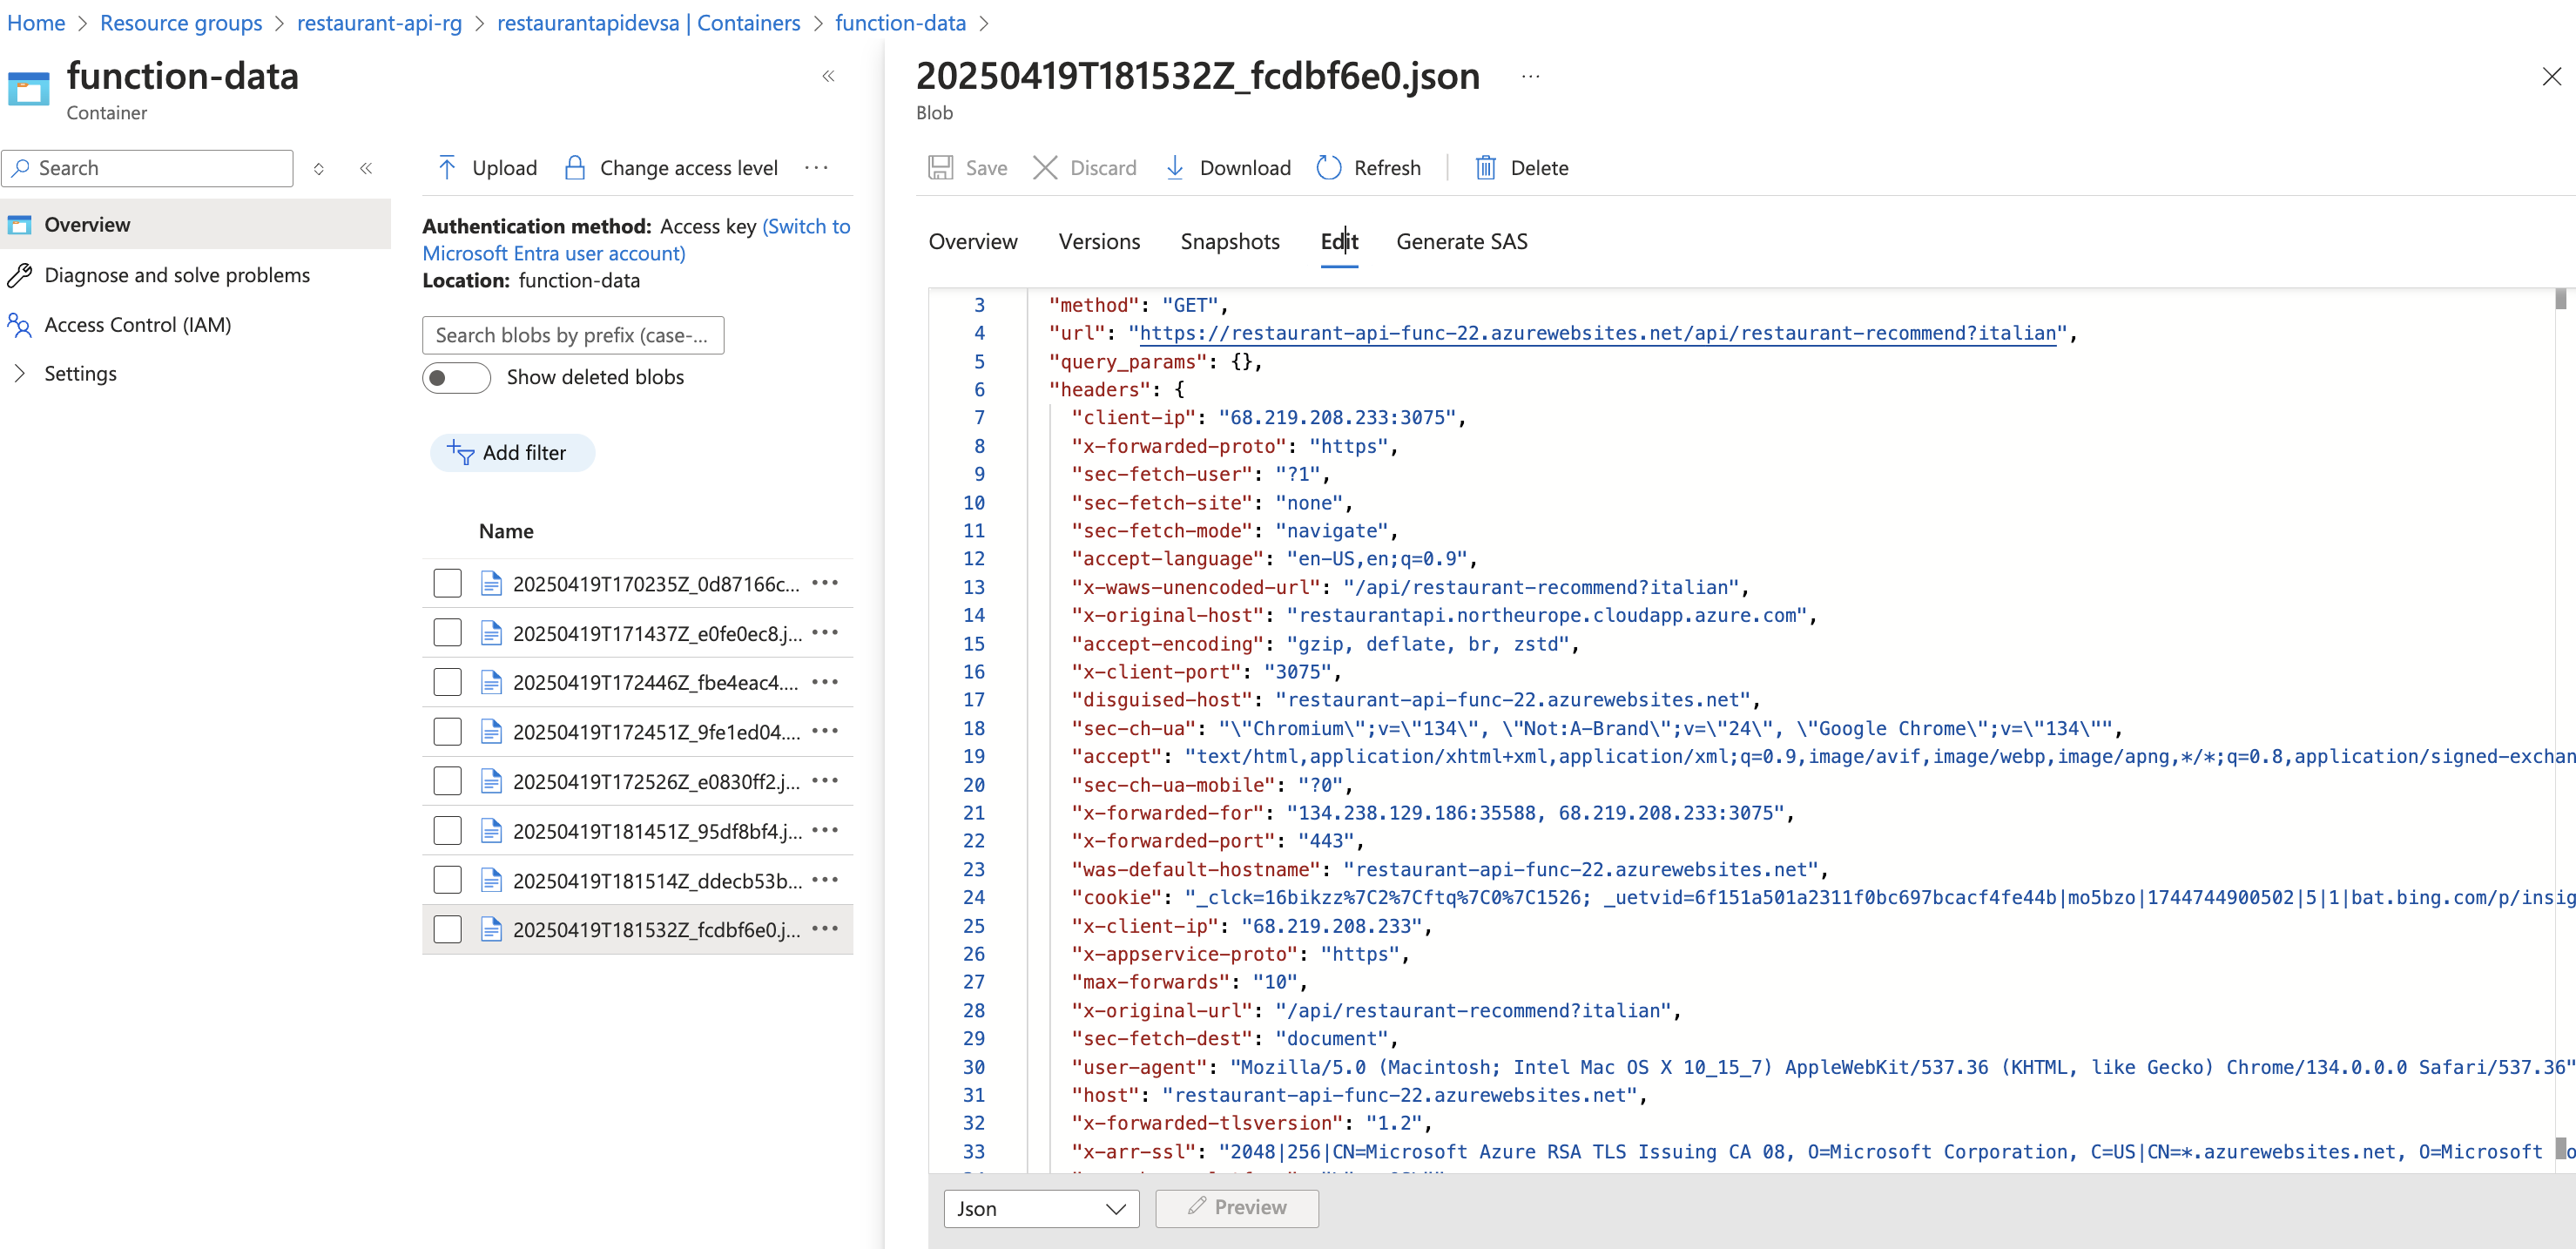 Home > Resource groups > restaurant-api-rg > restaurantapidevsa | Containers > function-data >
function-data
Container
Search
Overview
Diagnose and solve problems
Access Control (IAM)
Settings
Upload
Change access level
Authentication method: Access key (Switch to
Microsoft Entra user account)
Location: function-data
Search blobs by prefix (case-...
Show deleted blobs
Add filter
Name
20250419T170235Z_0d87166c...
20250419T171437Z_e0fe0ec8.j...
20250419T172446Z_fbe4eac4....
20250419T172451Z_9fe1ed04....
20250419T172526Z_e0830ff2.j...
20250419T181451Z_95df8bf4.j...
20250419T181514Z_ddecb53b...
20250419T181532Z_fcdbf6e0.j...
20250419T181532Z_fcdbf6e0.json
Blob
Save Discard Download Refresh Delete
Overview Versions Snapshots Edit Generate SAS
3 "method": "GET",
4 "url": "https://restaurant-api-func-22.azurewebsites.net/api/restaurant-recommend?italian",
5 "query_params": {},
6 "headers": {
7 "client-ip": "68.219.208.233:3075",
8 "x-forwarded-proto": "https",
9 "sec-fetch-user": "?1",
10 "sec-fetch-site": "none",
11 "sec-fetch-mode": "navigate",
12 "accept-language": "en-US,en;q=0.9",
13 "x-waws-unencoded-url": "/api/restaurant-recommend?italian",
14 "x-original-host": "restaurantapi.northeurope.cloudapp.azure.com",
15 "accept-encoding": "gzip, deflate, br, zstd",
16 "x-client-port": "3075",
17 "disguised-host": "restaurant-api-func-22.azurewebsites.net",
18 "sec-ch-ua": "\"Chromium\";v=\"134\", \"Not:A-Brand\";v=\"24\", \"Google Chrome\";v=\"134\"",
19 "accept": "text/html,application/xhtml+xml,application/xml;q=0.9,image/avif,image/webp,image/apng,*/*;q=0.8,application/signed-exchan
20 "sec-ch-ua-mobile": "?0",
21 "x-forwarded-for": "134.238.129.186:35588, 68.219.208.233:3075",
22 "x-forwarded-port": "443",
23 "was-default-hostname": "restaurant-api-func-22.azurewebsites.net",
24 "cookie": "_clck=16bikzz%7C2%7Cftq%7C0%7C1526; _uetvid=6f151a501a2311f0bc697bcacf4fe44b|mo5bzo|1744744900502|5|1|bat.bing.com/p/insig
25 "x-client-ip": "68.219.208.233",
26 "x-appservice-proto": "https",
27 "max-forwards": "10",
28 "x-original-url": "/api/restaurant-recommend?italian",
29 "sec-fetch-dest": "document",
30 "user-agent": "Mozilla/5.0 (Macintosh; Intel Mac OS X 10_15_7) AppleWebKit/537.36 (KHTML, like Gecko) Chrome/134.0.0.0 Safari/537.36"
31 "host": "restaurant-api-func-22.azurewebsites.net",
32 "x-forwarded-tlsversion": "1.2",
33 "x-arr-ssl": "2048|256|CN=Microsoft Azure RSA TLS Issuing CA 08, O=Microsoft Corporation, C=US|CN=*.azurewebsites.net, O=Microsoft
Json
Preview